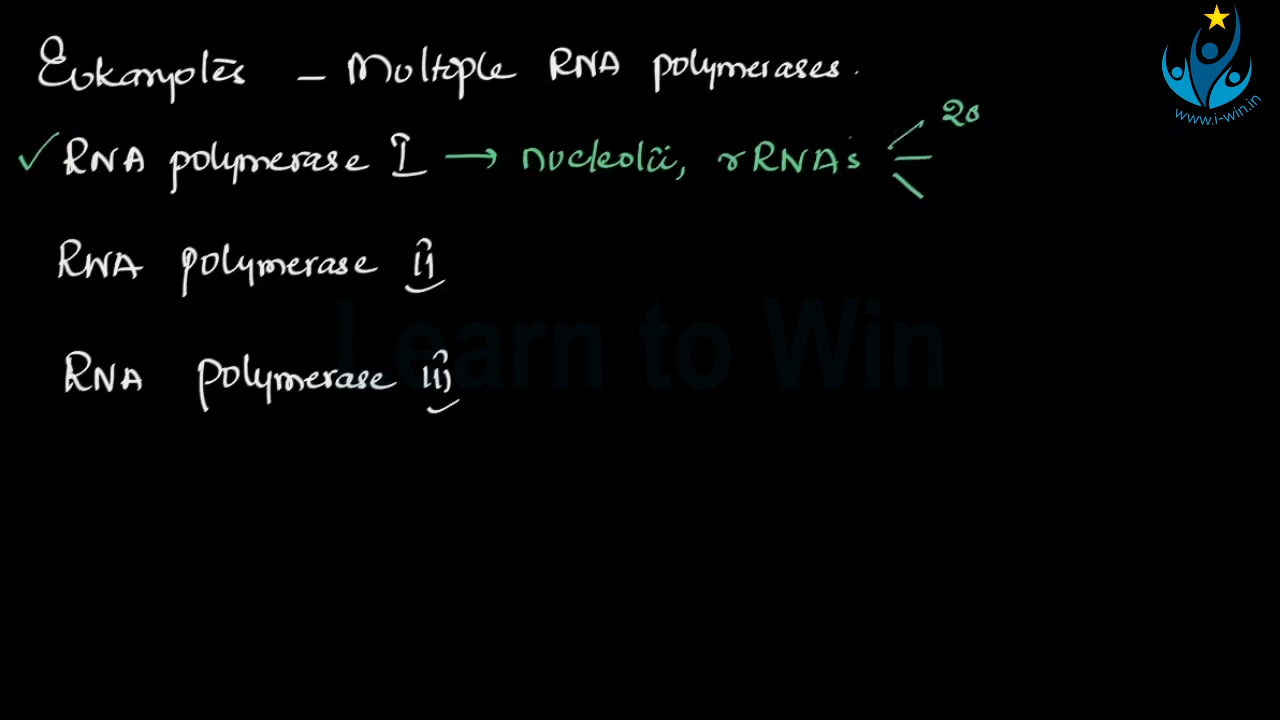 Eukaryotes - Multiple RNA polymerases.
www.i-win.in
28
✓ RNA polymerase I → nucleolii, rRNAs
RNA polymerase II
Learn to Win
RNA polymerase III